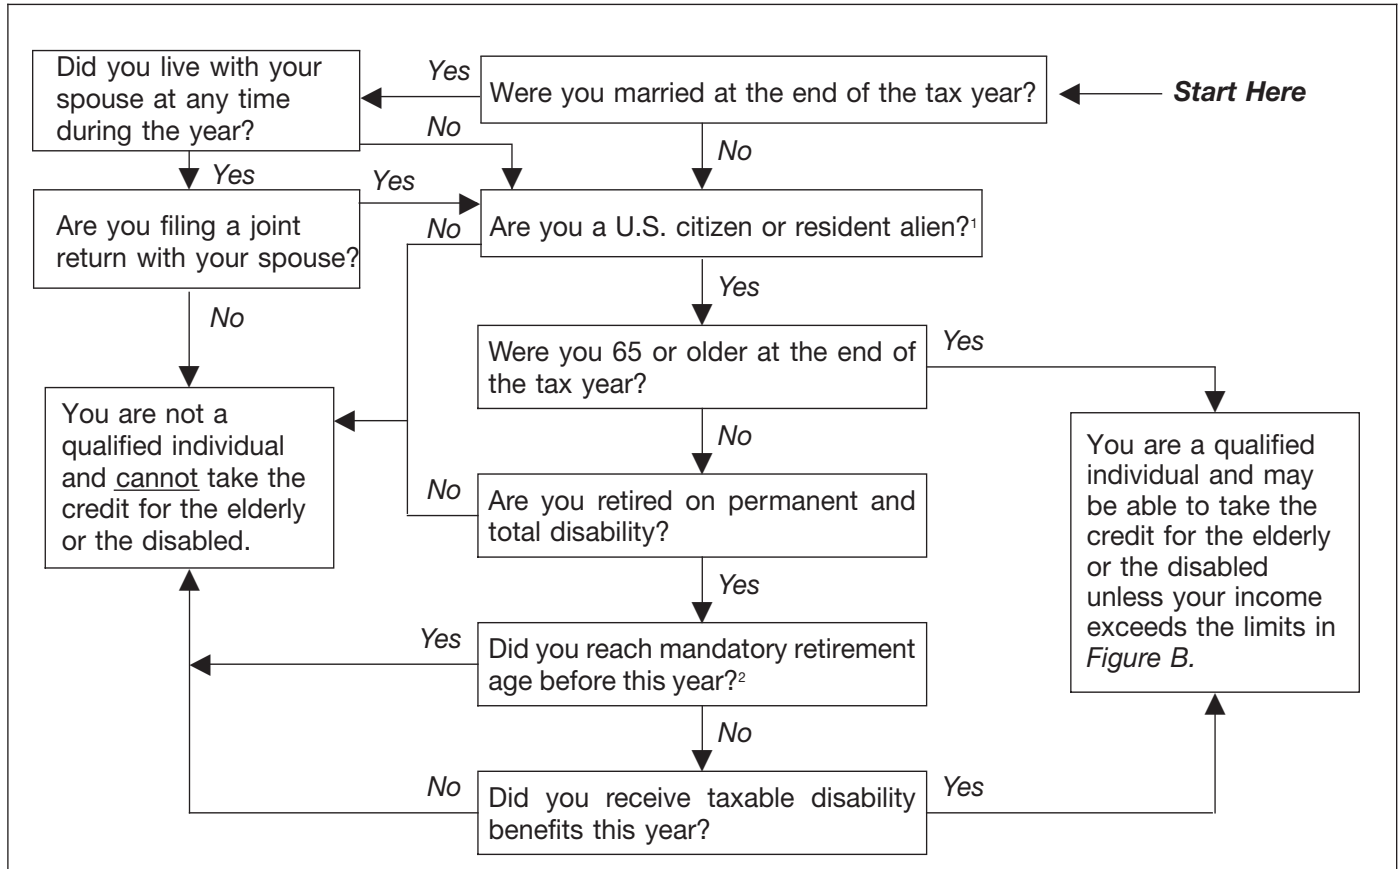 Start Here
Were you married at the end of the tax year?
Yes
No
Did you live with your
spouse at any time
during the year?
No
Yes
Are you filing a joint
return with your spouse?
Yes
No
Are you a U.S. citizen or resident alien?¹
No
Yes
Were you 65 or older at the end of
the tax year?
Yes
No
You are not a
qualified individual
and cannot take the
credit for the elderly
or the disabled.
Are you retired on permanent and
total disability?
No
Yes
You are a qualified
individual and may
be able to take the
credit for the elderly
or the disabled
unless your income
exceeds the limits in
Figure B.
Did you reach mandatory retirement
age before this year?²
Yes
No
Did you receive taxable disability
benefits this year?
No
Yes